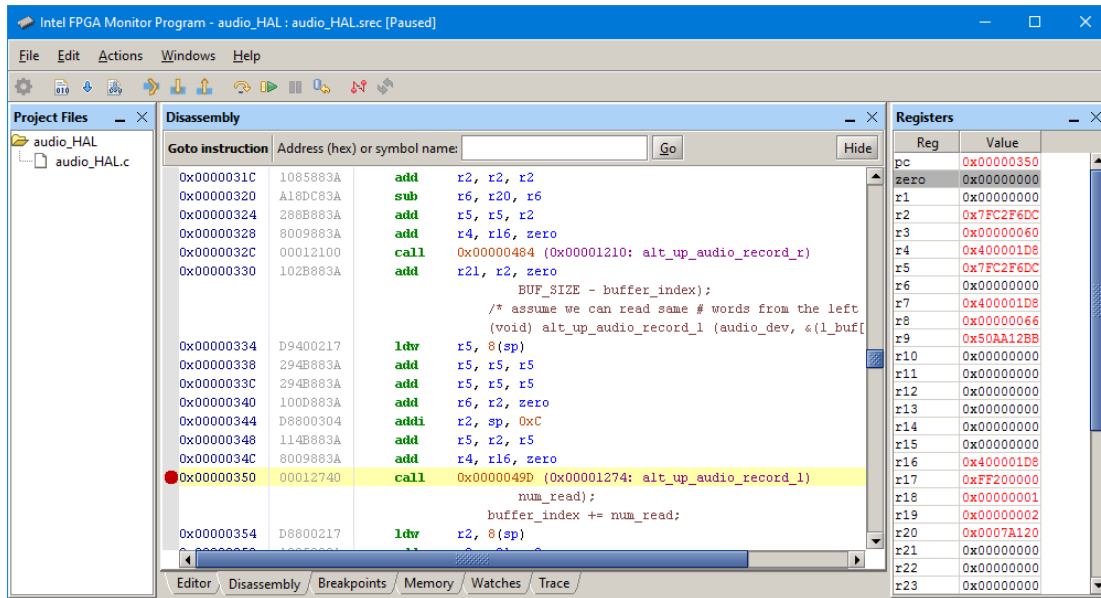 Intel FPGA Monitor Program - audio_HAL : audio_HAL.srec [Paused]
File Edit Actions Windows Help
Project Files
audio_HAL
audio_HAL.c
Disassembly
Goto instruction Address (hex) or symbol name: Go Hide
0x0000031C 1085883A add r2, r2, r2
0x00000320 A18DC83A sub r6, r20, r6
0x00000324 288B883A add r5, r5, r2
0x00000328 8009883A add r4, r16, zero
0x0000032C 00012100 call 0x00000484 (0x00001210: alt_up_audio_record_r)
0x00000330 102B883A add r21, r2, zero
BUF_SIZE - buffer_index);
/* assume we can read same # words from the left
(void) alt_up_audio_record_l (audio_dev, &(l_buf[
0x00000334 D9400217 ldw r5, 8(sp)
0x00000338 294B883A add r5, r5, r5
0x0000033C 294B883A add r5, r5, r5
0x00000340 100D883A add r6, r2, zero
0x00000344 D8800304 addi r2, sp, 0xC
0x00000348 114B883A add r5, r2, r5
0x0000034C 8009883A add r4, r16, zero
0x00000350 00012740 call 0x0000049D (0x00001274: alt_up_audio_record_l)
num_read);
buffer_index += num_read;
0x00000354 D8800217 ldw r2, 8(sp)
Editor Disassembly Breakpoints Memory Watches Trace
Registers
Reg Value
pc 0x00000350
zero 0x00000000
r1 0x00000000
r2 0x7FC2F6DC
r3 0x00000060
r4 0x400001D8
r5 0x7FC2F6DC
r6 0x00000000
r7 0x400001D8
r8 0x00000066
r9 0x50AA12BB
r10 0x00000000
r11 0x00000000
r12 0x00000000
r13 0x00000000
r14 0x00000000
r15 0x00000000
r16 0x400001D8
r17 0xFF200000
r18 0x00000001
r19 0x00000002
r20 0x0007A120
r21 0x00000000
r22 0x00000000
r23 0x00000000